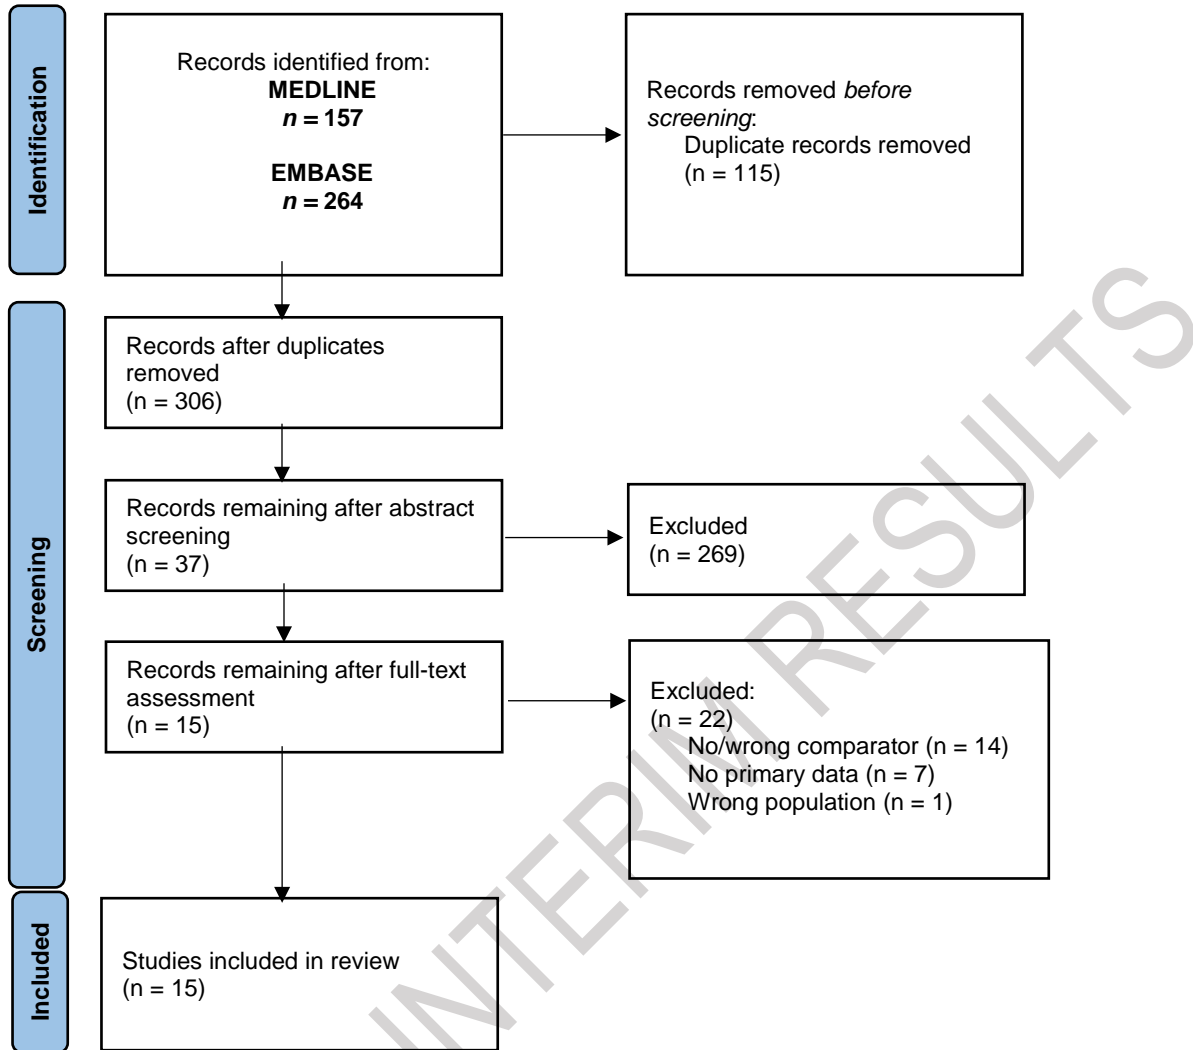 Identification
Records identified from:
MEDLINE
n = 157
EMBASE
n = 264
Records removed before
screening:
Duplicate records removed
(n = 115)
Screening
Records after duplicates
removed
(n = 306)
Records remaining after abstract
screening
(n = 37)
Excluded
(n = 269)
Records remaining after full-text
assessment
(n = 15)
Excluded:
(n = 22)
No/wrong comparator (n = 14)
No primary data (n = 7)
Wrong population (n = 1)
Included
Studies included in review
(n = 15)
INTERIM RESULTS